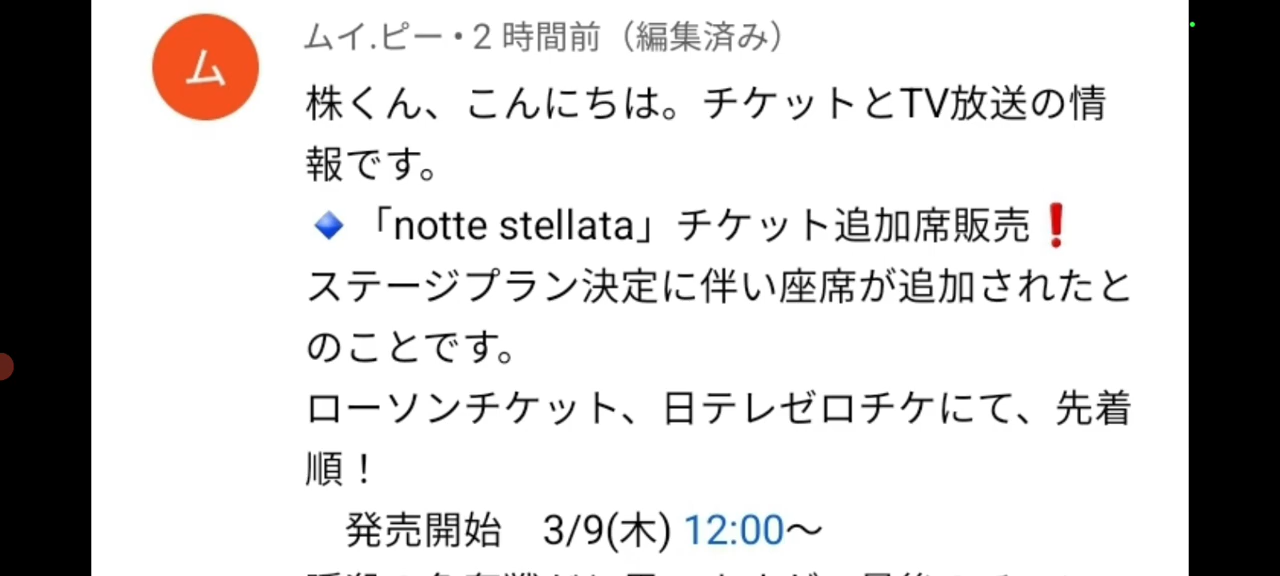 ム
ムイ.ピー • 2 時間前（編集済み）
株くん、こんにちは。チケットとTV放送の情
報です。
🔹「notte stellata」チケット追加席販売❗
ステージプラン決定に伴い座席が追加されたと
のことです。
ローソンチケット、日テレゼロチケにて、先着
順！
　発売開始　3/9(木) 12:00〜